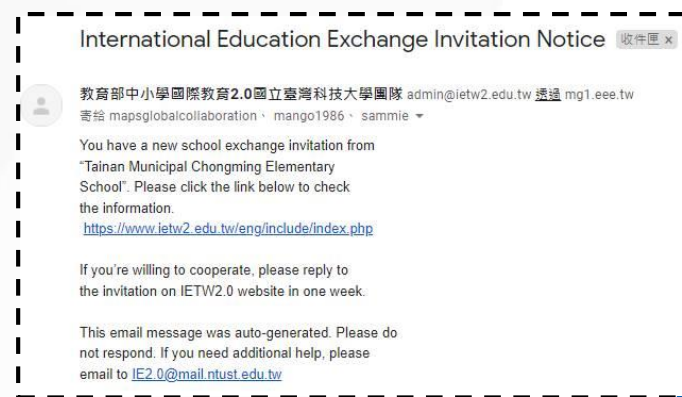 International Education Exchange Invitation Notice 收件匣 x
教育部中小學國際教育2.0國立臺灣科技大學團隊 admin@ietw2.edu.tw 透過 mg1.eee.tw
寄給 mapsglobalcollaboration、 mango1986、 sammie
You have a new school exchange invitation from
“Tainan Municipal Chongming Elementary
School”. Please click the link below to check
the information.
https://www.ietw2.edu.tw/eng/include/index.php
If you’re willing to cooperate, please reply to
the invitation on IETW2.0 website in one week.
This email message was auto-generated. Please do
not respond. If you need additional help, please
email to IE2.0@mail.ntust.edu.tw